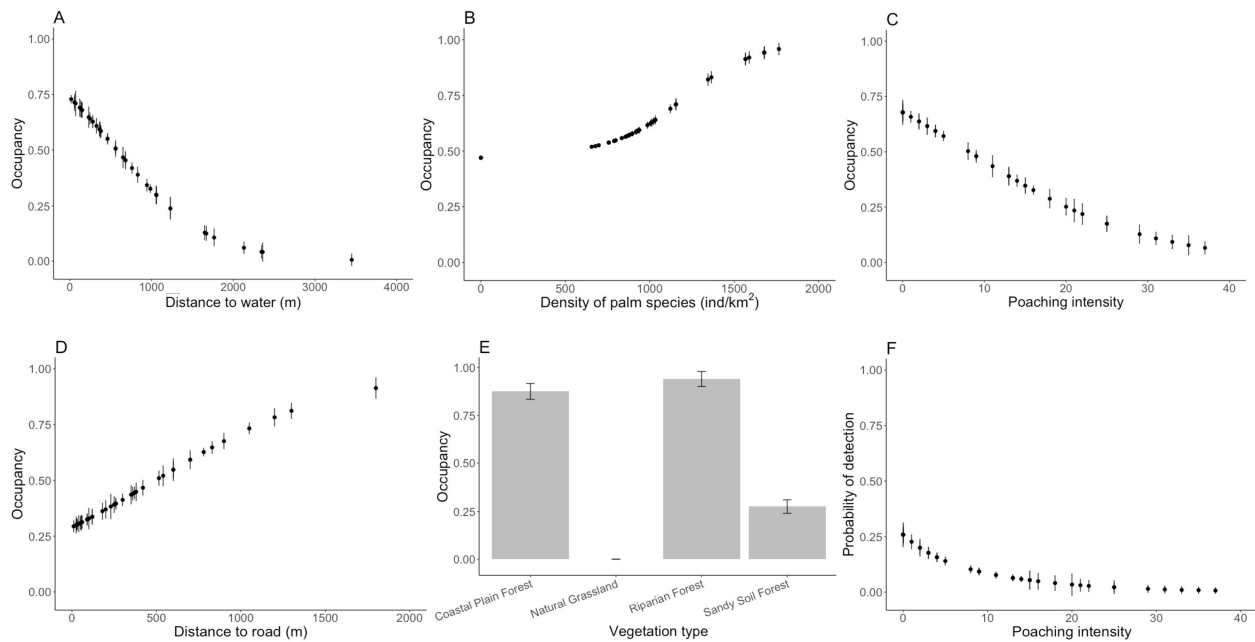 A
1.00
0.75
0.50
0.25
0.00
Occupancy
0 1000 2000 3000 4000
Distance to water (m)
B
1.00
0.75
0.50
0.25
0.00
Occupancy
0 500 1000 1500 2000
Density of palm species (ind/km²)
C
1.00
0.75
0.50
0.25
0.00
Occupancy
0 10 20 30 40
Poaching intensity
D
1.00
0.75
0.50
0.25
0.00
Occupancy
0 500 1000 1500 2000
Distance to road (m)
E
1.00
0.75
0.50
0.25
0.00
Occupancy
Coastal Plain Forest
Natural Grassland
Riparian Forest
Sandy Soil Forest
Vegetation type
F
1.00
0.75
0.50
0.25
0.00
Probability of detection
0 10 20 30 40
Poaching intensity